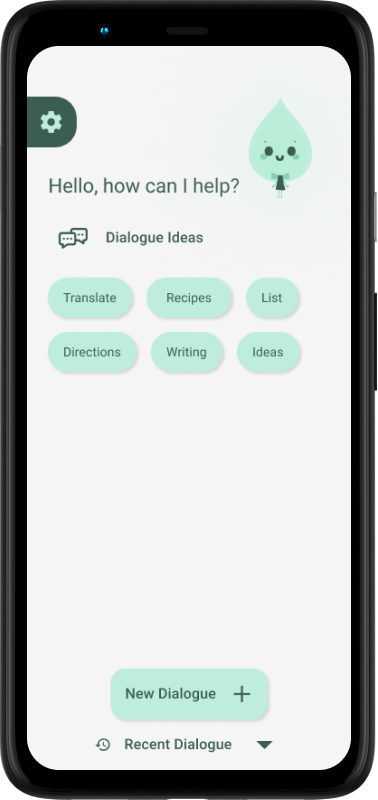 Hello, how can I help?
Dialogue Ideas
Translate Recipes List
Directions Writing Ideas
New Dialogue
Recent Dialogue